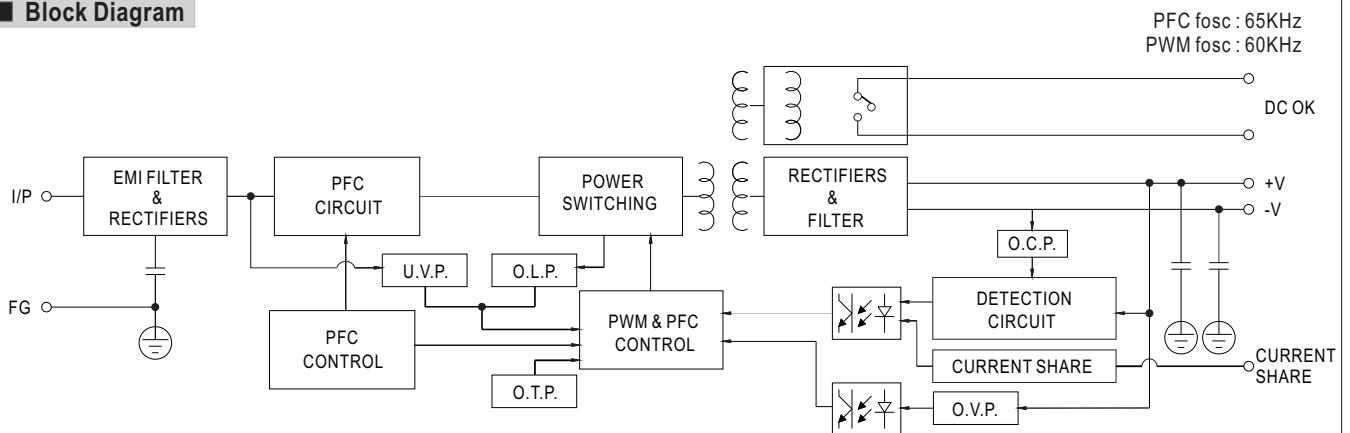 Block Diagram
PFC fosc : 65KHz
PWM fosc : 60KHz
DC OK
I/P
EMI FILTER
&
RECTIFIERS
PFC
CIRCUIT
POWER
SWITCHING
RECTIFIERS
&
FILTER
+V
-V
O.C.P.
U.V.P.
O.L.P.
FG
PFC
CONTROL
PWM & PFC
CONTROL
DETECTION
CIRCUIT
CURRENT SHARE
CURRENT
SHARE
O.T.P.
O.V.P.